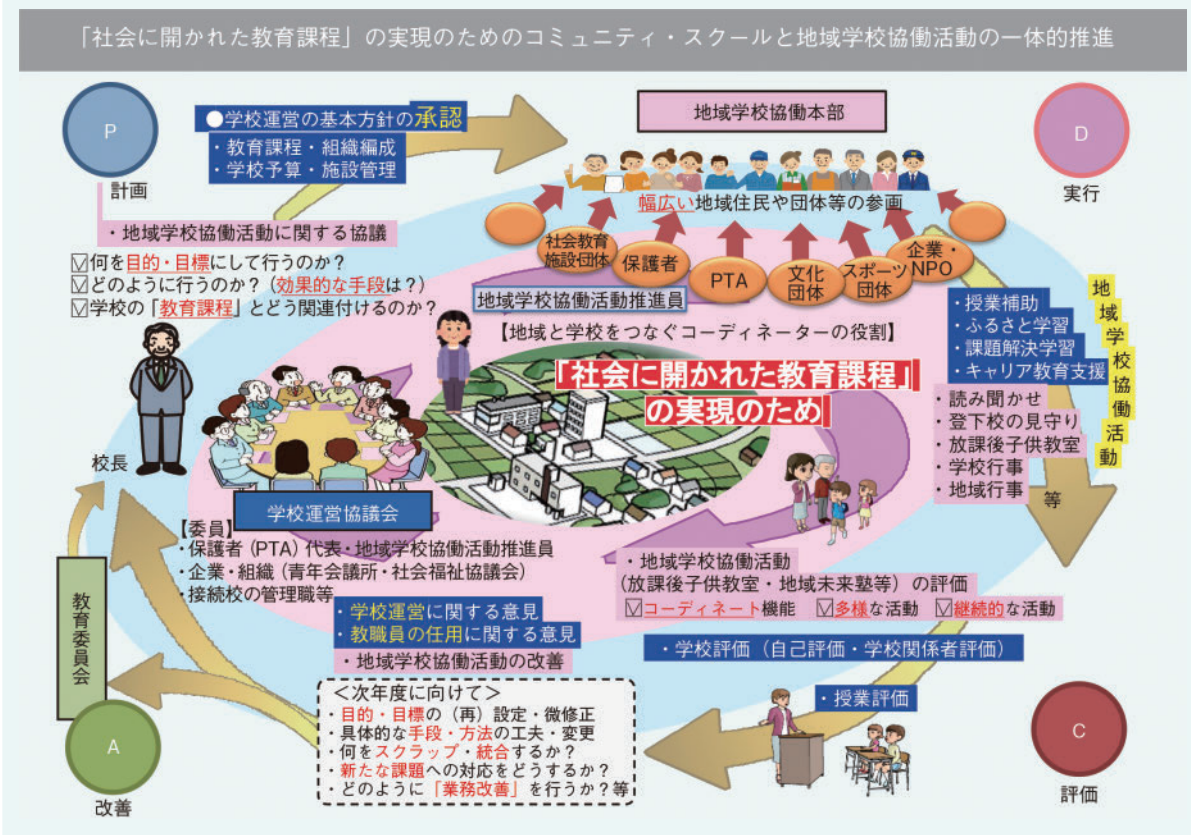 「社会に開かれた教育課程」の実現のためのコミュニティ・スクールと地域学校協働活動の一体的推進
P
計画
●学校運営の基本方針の承認
・教育課程・組織編成
・学校予算・施設管理
地域学校協働本部
D
実行
幅広い地域住民や団体等の参画
・地域学校協働活動に関する協議
☑何を目的・目標にして行うのか？
☑どのように行うのか？（効果的な手段は？）
☑学校の「教育課程」とどう関連付けるのか？
社会教育
施設・団体
保護者
PTA
文化
団体
スポーツ
団体
企業・
NPO
地域学校協働活動推進員
【地域と学校をつなぐコーディネーターの役割】
「社会に開かれた教育課程」
の実現のため
・授業補助
・ふるさと学習
・課題解決学習
・キャリア教育支援
・読み聞かせ
・登下校の見守り
・放課後子供教室
・学校行事
・地域行事
等
地域学校協働活動
校長
学校運営協議会
【委員】
・保護者（PTA）代表・地域学校協働活動推進員
・企業・組織（青年会議所・社会福祉協議会）
・接続校の管理職等
・地域学校協働活動
（放課後子供教室・地域未来塾等）の評価
☑コーディネート機能 ☑多様な活動 ☑継続的な活動
・学校評価（自己評価・学校関係者評価）
・授業評価
C
評価
・学校運営に関する意見
・教職員の任用に関する意見
・地域学校協働活動の改善
＜次年度に向けて＞
・目的・目標の（再）設定・微修正
・具体的な手段・方法の工夫・変更
・何をスクラップ・統合するか？
・新たな課題への対応をどうするか？
・どのように「業務改善」を行うか？等
教育委員会
A
改善